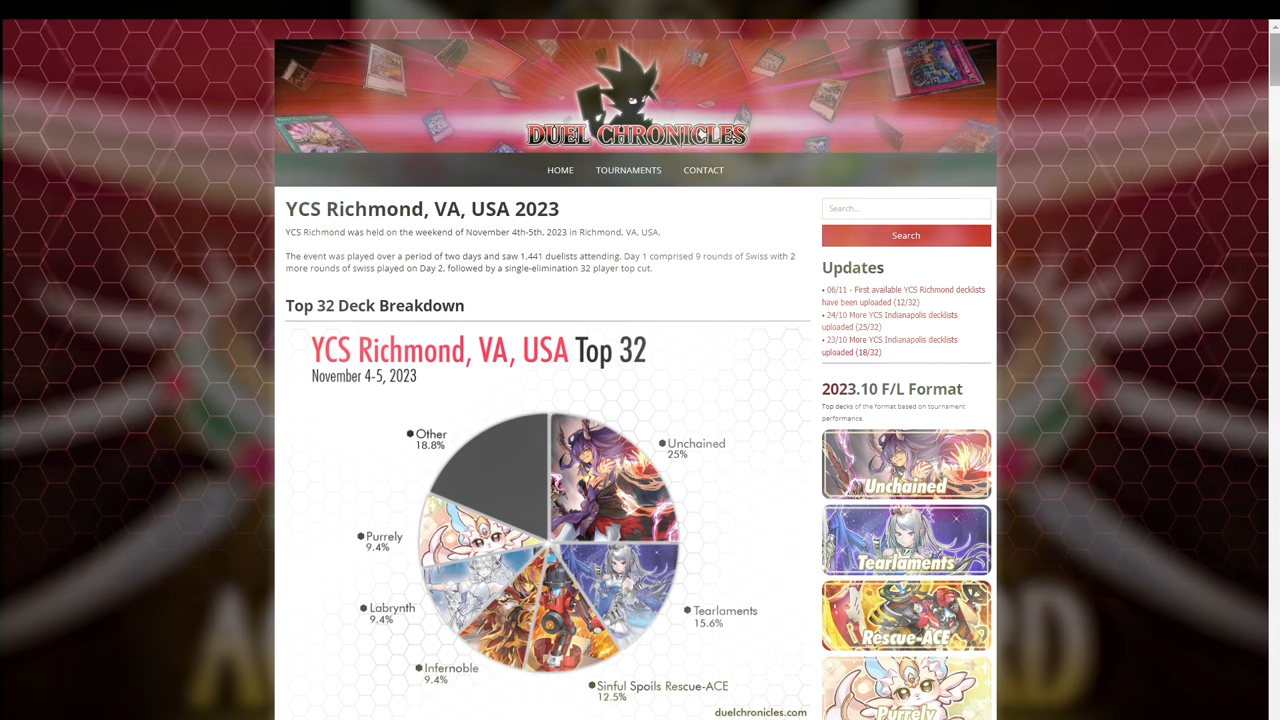 DUEL CHRONICLES
HOME TOURNAMENTS CONTACT
YCS Richmond, VA, USA 2023
YCS Richmond was held on the weekend of November 4th-5th, 2023 in Richmond, VA, USA.
The event was played over a period of two days and saw 1,441 duelists attending. Day 1 comprised 9 rounds of Swiss with 2
more rounds of swiss played on Day 2, followed by a single-elimination 32 player top cut.
Top 32 Deck Breakdown
YCS Richmond, VA, USA Top 32
November 4-5, 2023
Other
18.8%
Unchained
25%
Purrely
9.4%
Labrynth
9.4%
Tearlaments
15.6%
Infernoble
9.4%
Sinful Spoils Rescue-ACE
12.5%
duelchronicles.com
Search...
Search
Updates
• 06/11 - First available YCS Richmond decklists
have been uploaded (12/32)
• 24/10 More YCS Indianapolis decklists
uploaded (25/32)
• 23/10 More YCS Indianapolis decklists
uploaded (18/32)
2023.10 F/L Format
Top decks of the format based on tournament
performance.
Unchained
Tearlaments
Rescue-ACE
Purrely